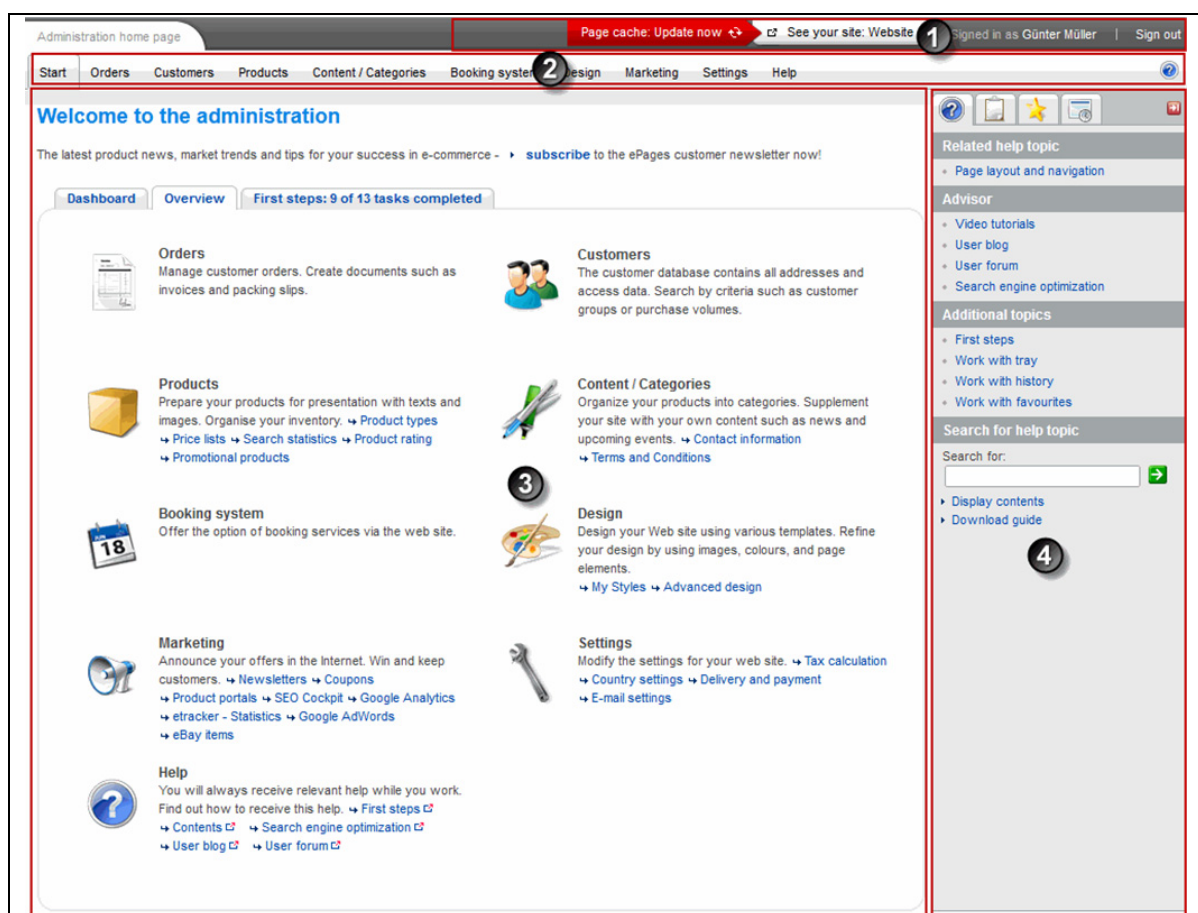 Administration home page
Page cache: Update now
See your site: Website
1
Signed in as Günter Müller | Sign out
Start Orders Customers Products Content / Categories Booking system Design Marketing Settings Help
2
Welcome to the administration
The latest product news, market trends and tips for your success in e-commerce - subscribe to the ePages customer newsletter now!
Dashboard Overview First steps: 9 of 13 tasks completed
Orders
Manage customer orders. Create documents such as
invoices and packing slips.
Customers
The customer database contains all addresses and
access data. Search by criteria such as customer
groups or purchase volumes.
Products
Prepare your products for presentation with texts and
images. Organise your inventory. Product types
Price lists Search statistics Product rating
Promotional products
Content / Categories
Organize your products into categories. Supplement
your site with your own content such as news and
upcoming events. Contact information
Terms and Conditions
3
JUN
18
Booking system
Offer the option of booking services via the web site.
Design
Design your Web site using various templates. Refine
your design by using images, colours, and page
elements.
My Styles Advanced design
Marketing
Announce your offers in the Internet. Win and keep
customers. Newsletters Coupons
Product portals SEO Cockpit Google Analytics
etracker - Statistics Google AdWords
eBay items
Settings
Modify the settings for your web site. Tax calculation
Country settings Delivery and payment
E-mail settings
Help
You will always receive relevant help while you work.
Find out how to receive this help. First steps
Contents Search engine optimization
User blog User forum
Related help topic
Page layout and navigation
Advisor
Video tutorials
User blog
User forum
Search engine optimization
Additional topics
First steps
Work with tray
Work with history
Work with favourites
Search for help topic
Search for:
Display contents
Download guide
4